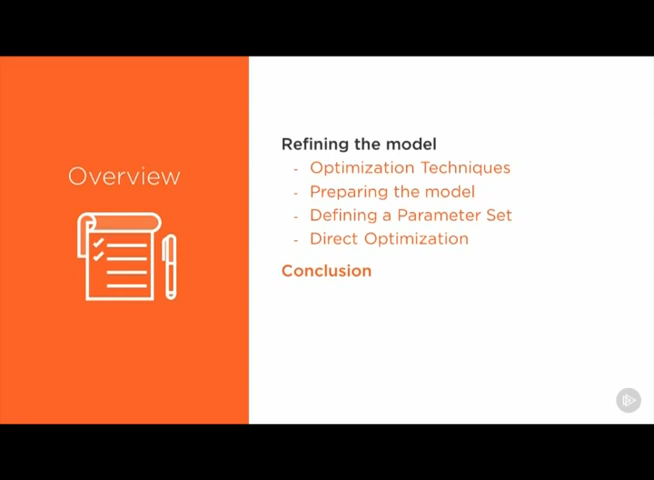 Overview
Refining the model
- Optimization Techniques
- Preparing the model
- Defining a Parameter Set
- Direct Optimization
Conclusion